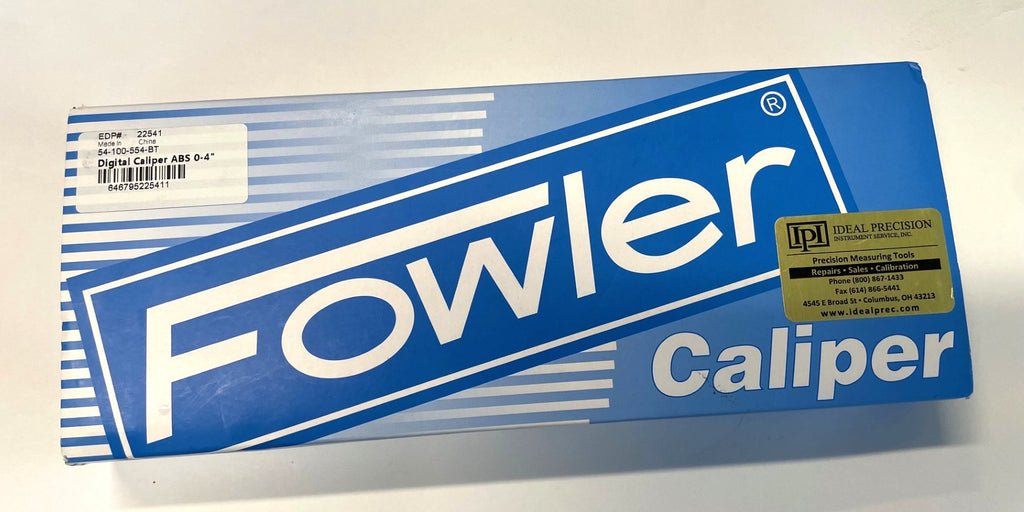 EDP# 22541
Made In China
54-100-554-BT
Digital Caliper ABS 0-4"
646795225411
Fowler®
IPI IDEAL PRECISION
INSTRUMENT SERVICE, INC.
Precision Measuring Tools
Repairs • Sales • Calibration
Phone (800) 867-1433
Fax (614) 866-5441
4545 E Broad St • Columbus, OH 43213
www.idealprec.com
Caliper